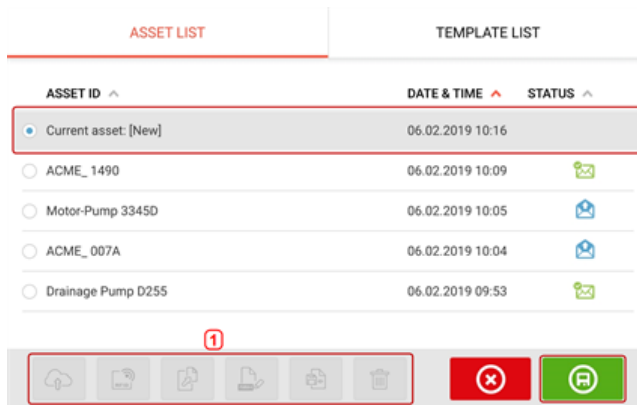 ASSET LIST TEMPLATE LIST
ASSET ID DATE & TIME STATUS
Current asset: [New] 06.02.2019 10:16
ACME_ 1490 06.02.2019 10:09
Motor-Pump 3345D 06.02.2019 10:05
ACME_ 007A 06.02.2019 10:04
Drainage Pump D255 06.02.2019 09:53
1